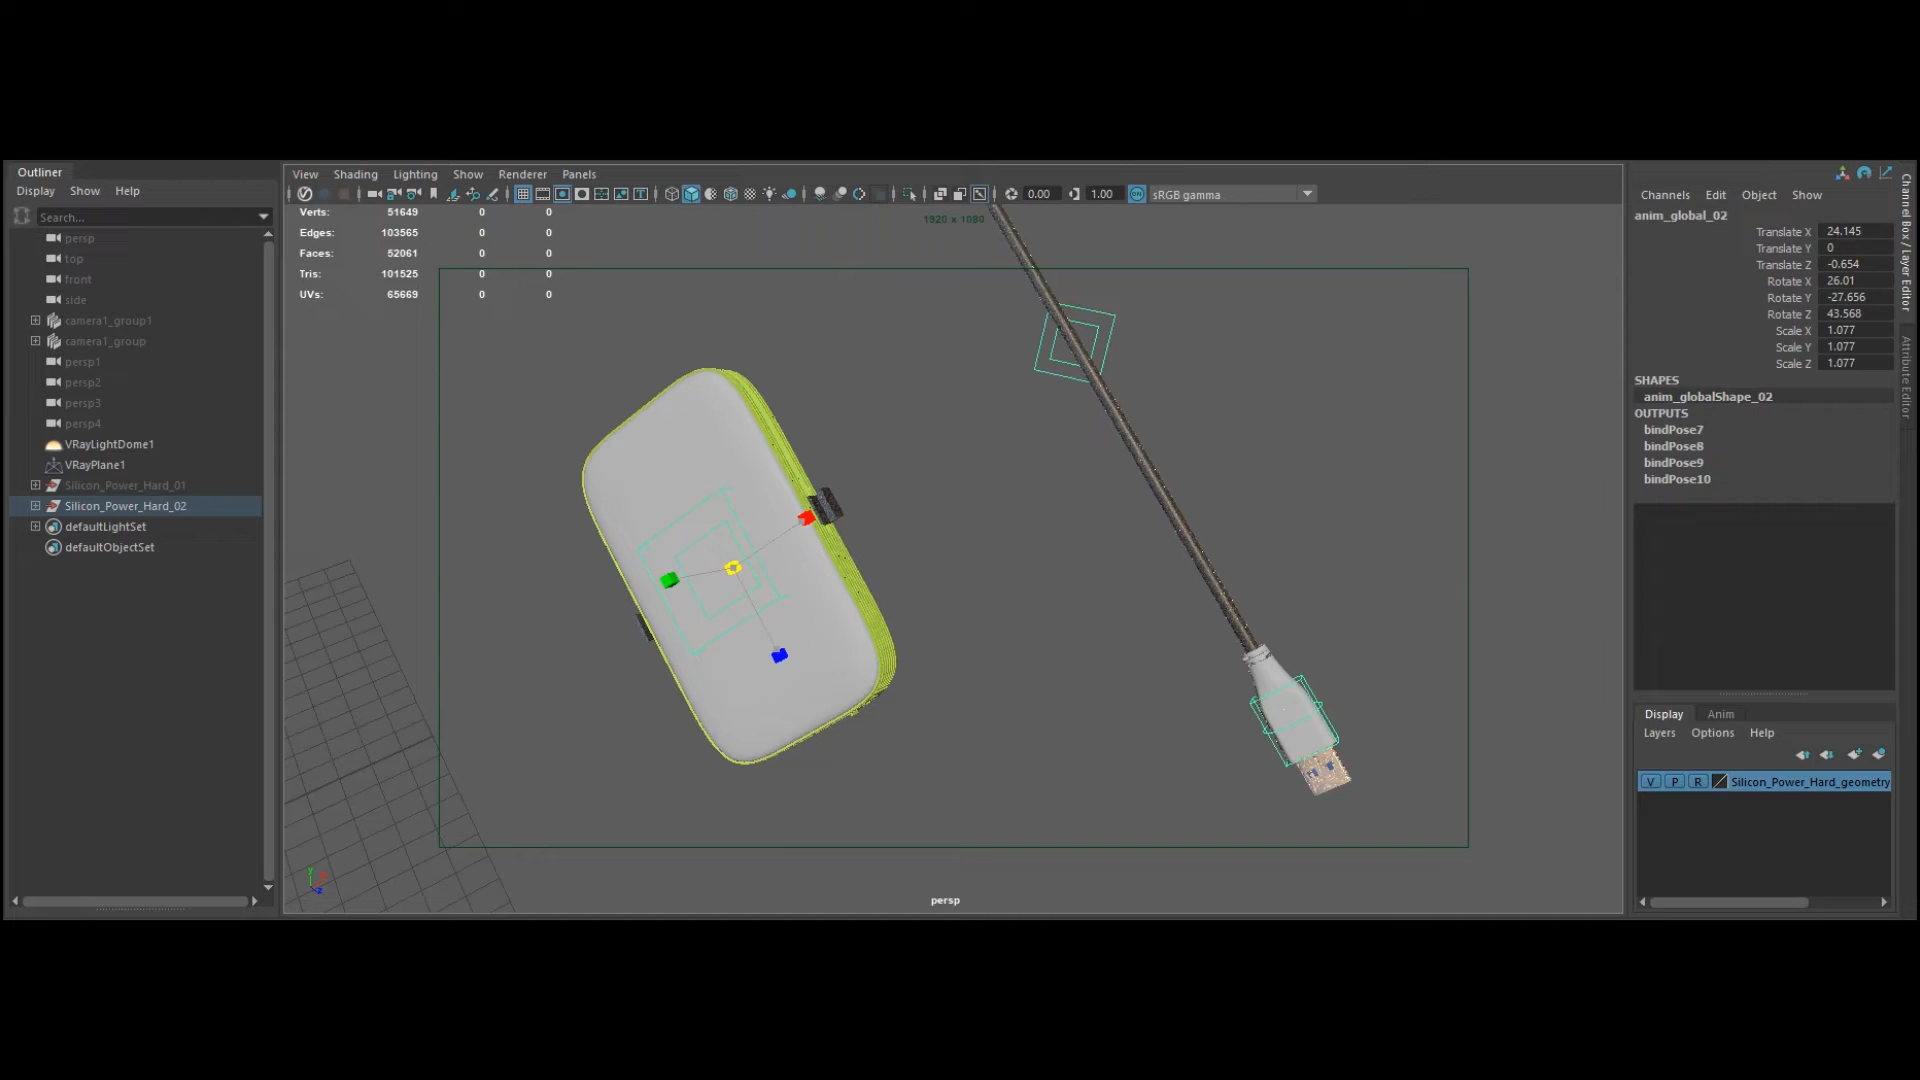 Outliner
Display Show Help
Search...
persp
top
front
side
camera1_group1
camera1_group
persp1
persp2
persp3
persp4
VRayLightDome1
VRayPlane1
Silicon_Power_Hard_01
Silicon_Power_Hard_02
defaultLightSet
defaultObjectSet
View Shading Lighting Show Renderer Panels
0.00 1.00 ON sRGB gamma
Verts: 51649 0 0
Edges: 103565 0 0
Faces: 52061 0 0
Tris: 101525 0 0
UVs: 65669 0 0
1920 x 1080
y
z
persp
Channels Edit Object Show
anim_global_02
Translate X 24.145
Translate Y 0
Translate Z -0.654
Rotate X 26.01
Rotate Y -27.656
Rotate Z 43.568
Scale X 1.077
Scale Y 1.077
Scale Z 1.077
SHAPES
anim_globalShape_02
OUTPUTS
bindPose7
bindPose8
bindPose9
bindPose10
Display Anim
Layers Options Help
V P R Silicon_Power_Hard_geometry
Channel Box / Layer Editor
Attribute Editor